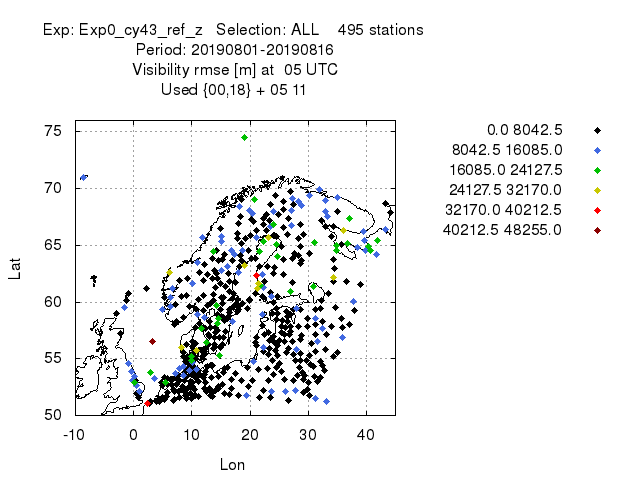 Exp: Exp0_cy43_ref_z   Selection: ALL    495 stations
Period: 20190801-20190816
Visibility rmse [m] at  05 UTC
Used {00,18} + 05 11
0.0 8042.5
8042.5 16085.0
16085.0 24127.5
24127.5 32170.0
32170.0 40212.5
40212.5 48255.0
75
70
65
60
55
50
Lat
-10 0 10 20 30 40
Lon